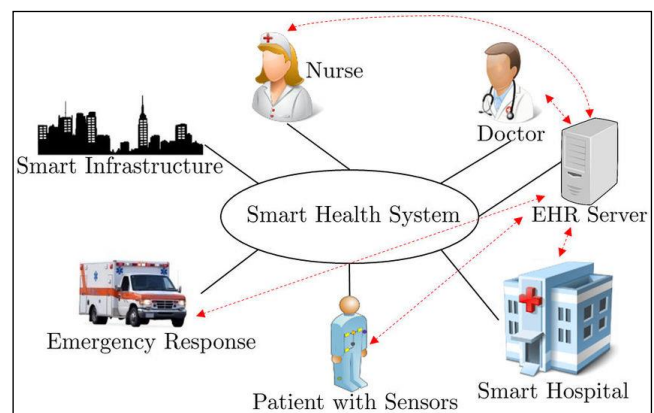 Nurse
Doctor
Smart Infrastructure
Smart Health System
EHR Server
Emergency Response
Patient with Sensors
Smart Hospital